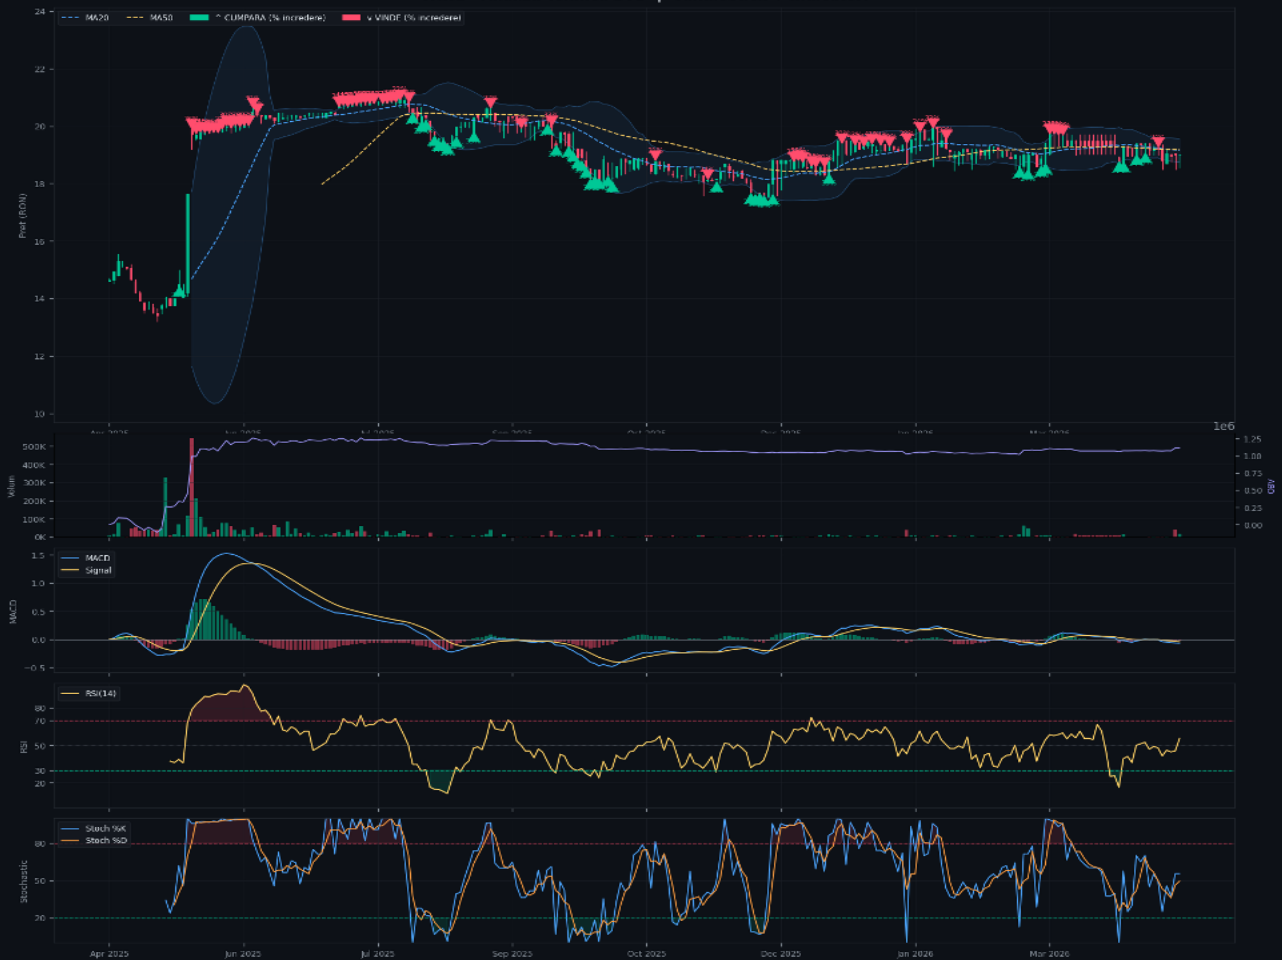 24
MA20 MA50 ^ CUMPARA (% incredere) v VINDE (% incredere)
22
20
18
Pret (RON)
16
14
12
10
1e6
500K
400K
300K
200K
100K
0K
Volum
1.25
1.00
0.75
0.50
0.25
0.00
OBV
MACD
Signal
1.5
1.0
0.5
0.0
−0.5
MACD
RSI(14)
80
70
50
30
20
RSI
Stoch %K
Stoch %D
80
50
20
Stochastic
Apr 2025 Jun 2025 Jul 2025 Sep 2025 Oct 2025 Dec 2025 Jan 2026 Mar 2026